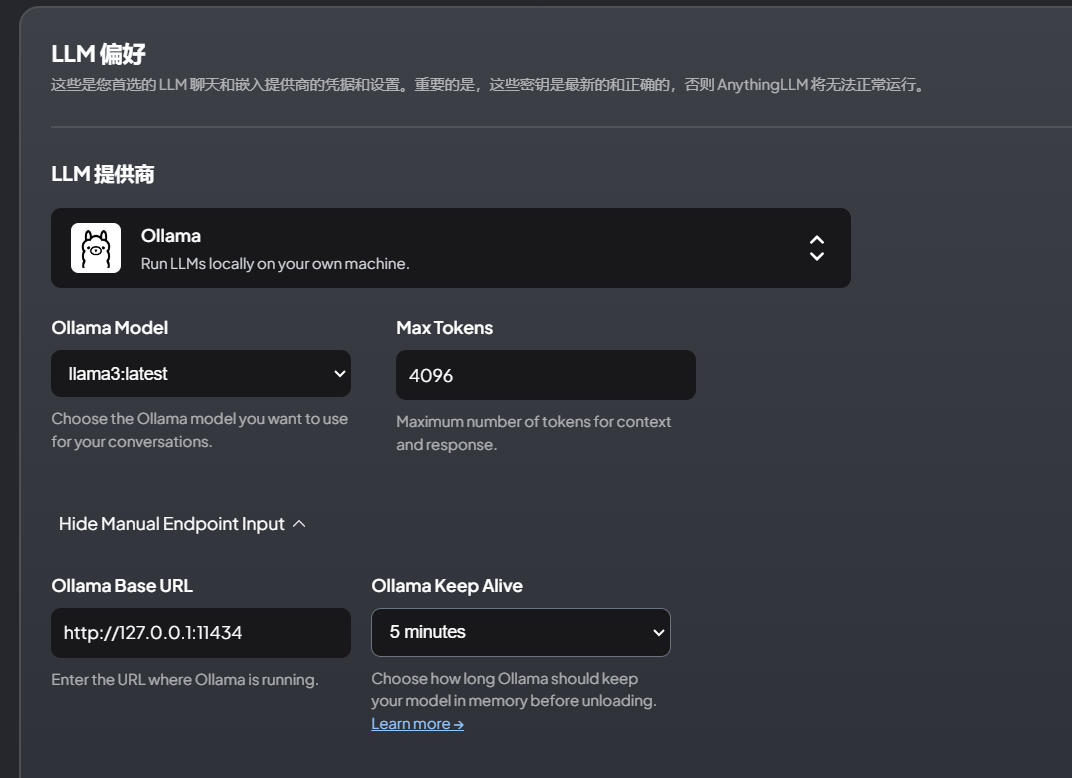 LLM 偏好
这些是您首选的 LLM 聊天和嵌入提供商的凭据和设置。重要的是，这些密钥是最新的和正确的，否则 AnythingLLM 将无法正常运行。
LLM 提供商
Ollama
Run LLMs locally on your own machine.
Ollama Model
Max Tokens
llama3:latest
4096
Choose the Ollama model you want to use
for your conversations.
Maximum number of tokens for context
and response.
Hide Manual Endpoint Input
Ollama Base URL
Ollama Keep Alive
http://127.0.0.1:11434
5 minutes
Enter the URL where Ollama is running.
Choose how long Ollama should keep
your model in memory before unloading.
Learn more →